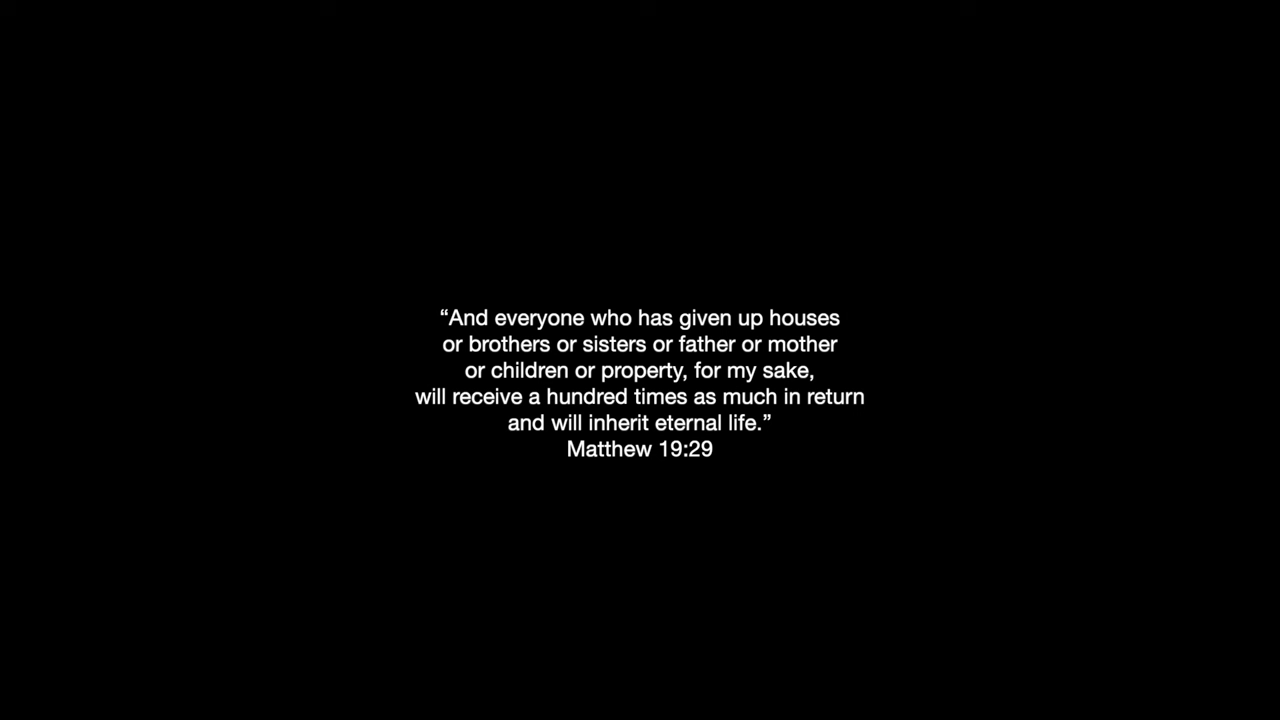 “And everyone who has given up houses
or brothers or sisters or father or mother
or children or property, for my sake,
will receive a hundred times as much in return
and will inherit eternal life.”
Matthew 19:29